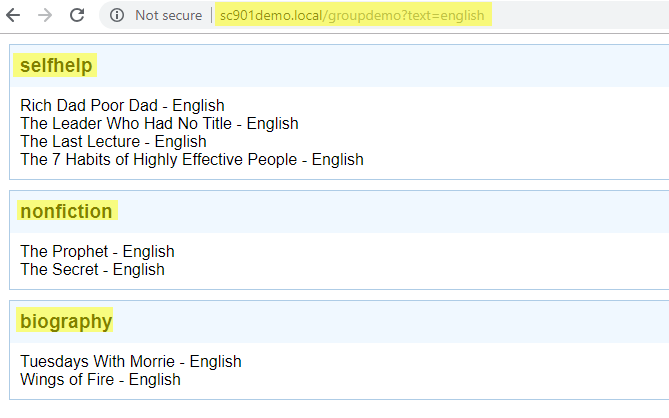 Not secure | sc901demo.local/groupdemo?text=english
selfhelp
Rich Dad Poor Dad - English
The Leader Who Had No Title - English
The Last Lecture - English
The 7 Habits of Highly Effective People - English
nonfiction
The Prophet - English
The Secret - English
biography
Tuesdays With Morrie - English
Wings of Fire - English